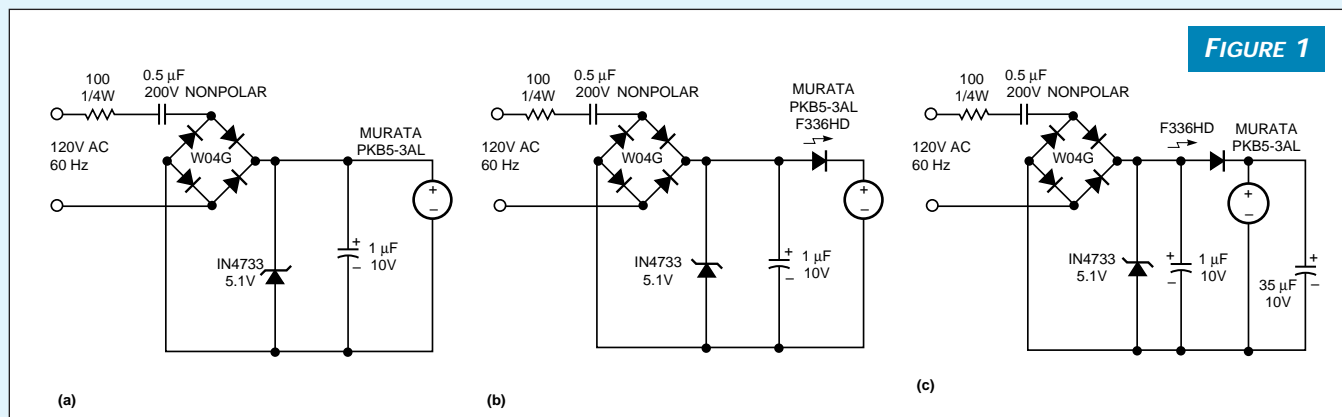 FIGURE 1
100
1/4W
0.5 µF
200V NONPOLAR
120V AC
60 Hz
W04G
MURATA
PKB5-3AL
+
–
IN4733
5.1V
+
–
1 µF
10V
(a)
100
1/4W
0.5 µF
200V NONPOLAR
MURATA
PKB5-3AL
F336HD
120V AC
60 Hz
W04G
+
–
IN4733
5.1V
+
–
1 µF
10V
(b)
100
1/4W
0.5 µF
200V NONPOLAR
F336HD
MURATA
PKB5-3AL
120V AC
60 Hz
W04G
+
–
IN4733
5.1V
+
–
1 µF
10V
+
–
35 µF
10V
(c)